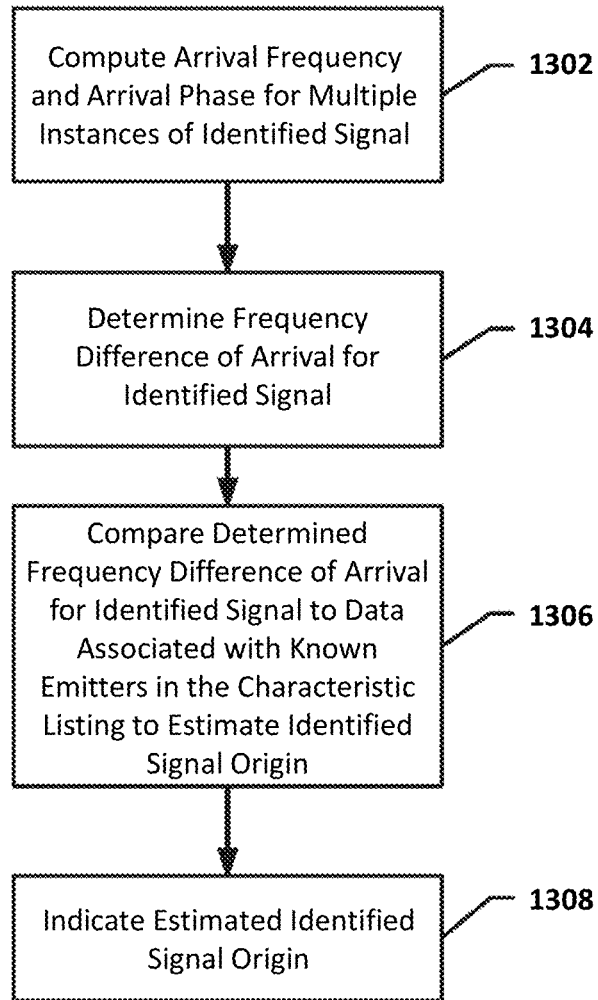 Compute Arrival Frequency
and Arrival Phase for Multiple
Instances of Identified Signal
1302
Determine Frequency
Difference of Arrival for
Identified Signal
1304
Compare Determined
Frequency Difference of Arrival
for Identified Signal to Data
Associated with Known
Emitters in the Characteristic
Listing to Estimate Identified
Signal Origin
1306
Indicate Estimated Identified
Signal Origin
1308